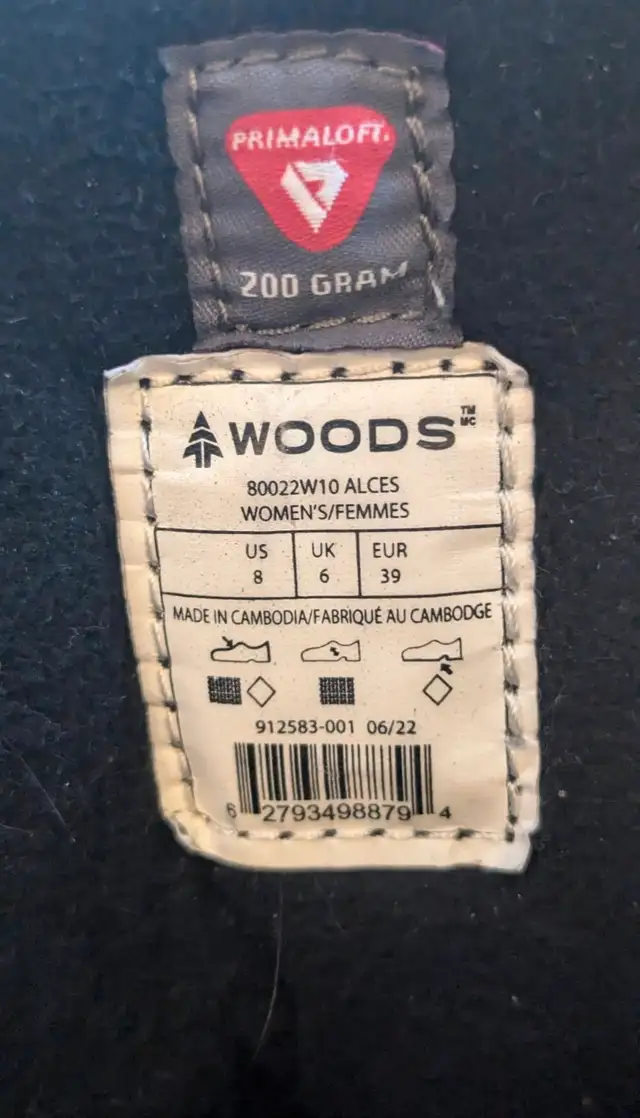 PRIMALOFT.
200 GRAM
WOODS TM MC
80022W10 ALCES
WOMEN'S/FEMMES
US UK EUR
8 6 39
MADE IN CAMBODIA/FABRIQUÉ AU CAMBODGE
912583-001 06/22
6 2793498879 4